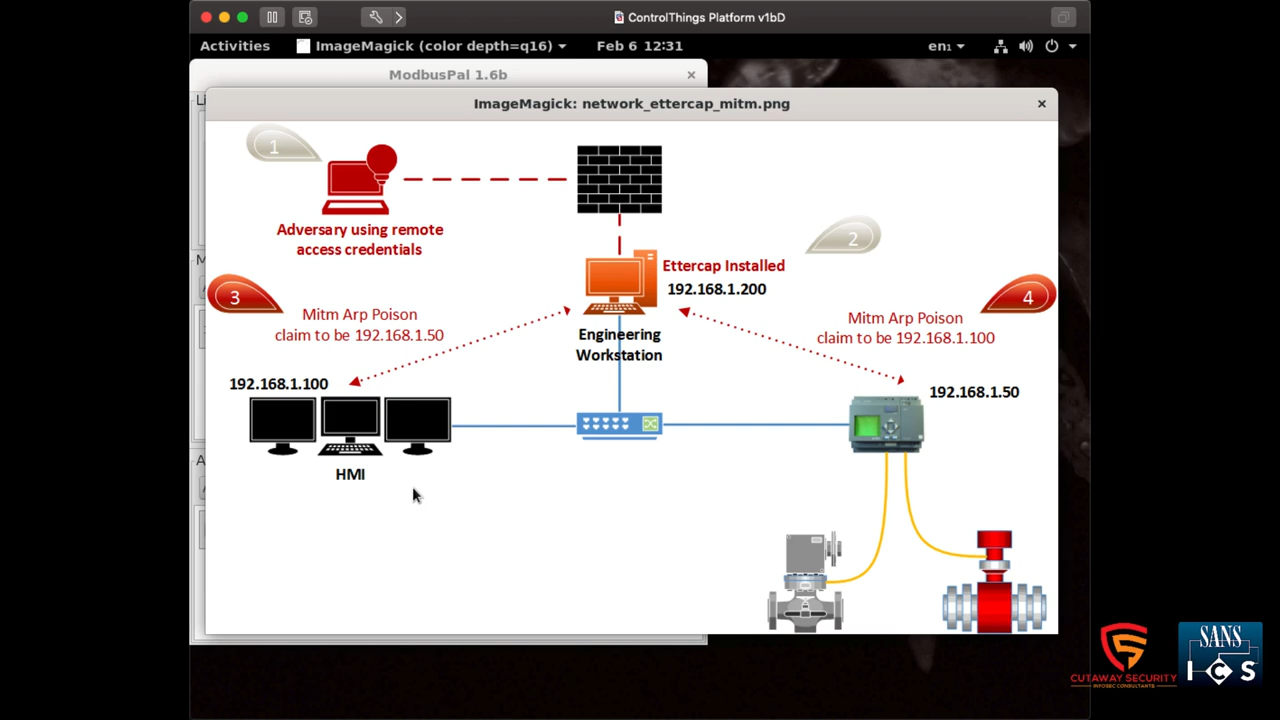 ControlThings Platform v1bD
Activities
ImageMagick (color depth=q16)
Feb 6 12:31
en₁
ModbusPal 1.6b
ImageMagick: network_ettercap_mitm.png
1
Adversary using remote
access credentials
2
Ettercap Installed
192.168.1.200
3
Mitm Arp Poison
claim to be 192.168.1.50
4
Mitm Arp Poison
claim to be 192.168.1.100
Engineering
Workstation
192.168.1.100
192.168.1.50
HMI
CUTAWAY SECURITY
INFOSEC CONSULTANTS
SANS
ICS